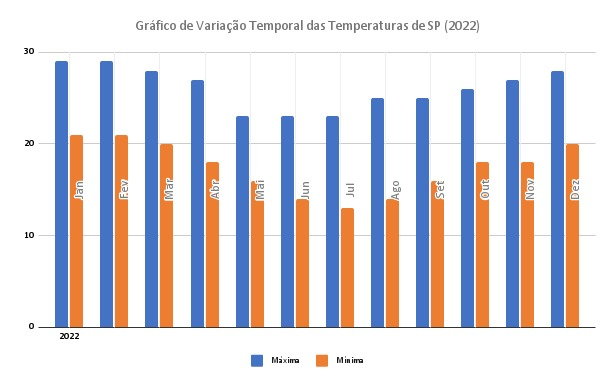 Gráfico de Variação Temporal das Temperaturas de SP (2022)
30
20
10
0
Jan
Fev
Mar
Abr
Mai
Jun
Jul
Ago
Set
Out
Nov
Dez
2022
Máxima
Minima